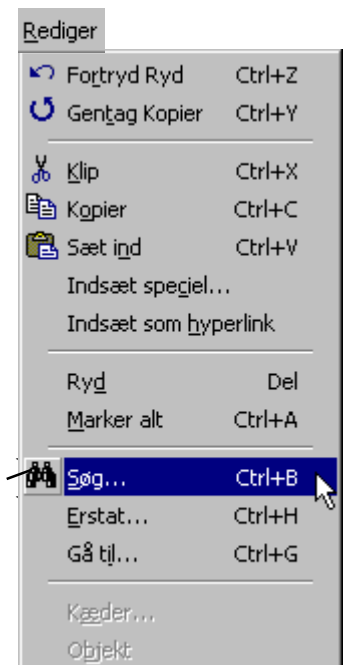 Rediger
Fortryd Ryd Ctrl+Z
Gentag Kopier Ctrl+Y
Klip Ctrl+X
Kopier Ctrl+C
Sæt ind Ctrl+V
Indsæt speciel...
Indsæt som hyperlink
Ryd Del
Marker alt Ctrl+A
Søg... Ctrl+B
Erstat... Ctrl+H
Gå til... Ctrl+G
Kæder...
Objekt